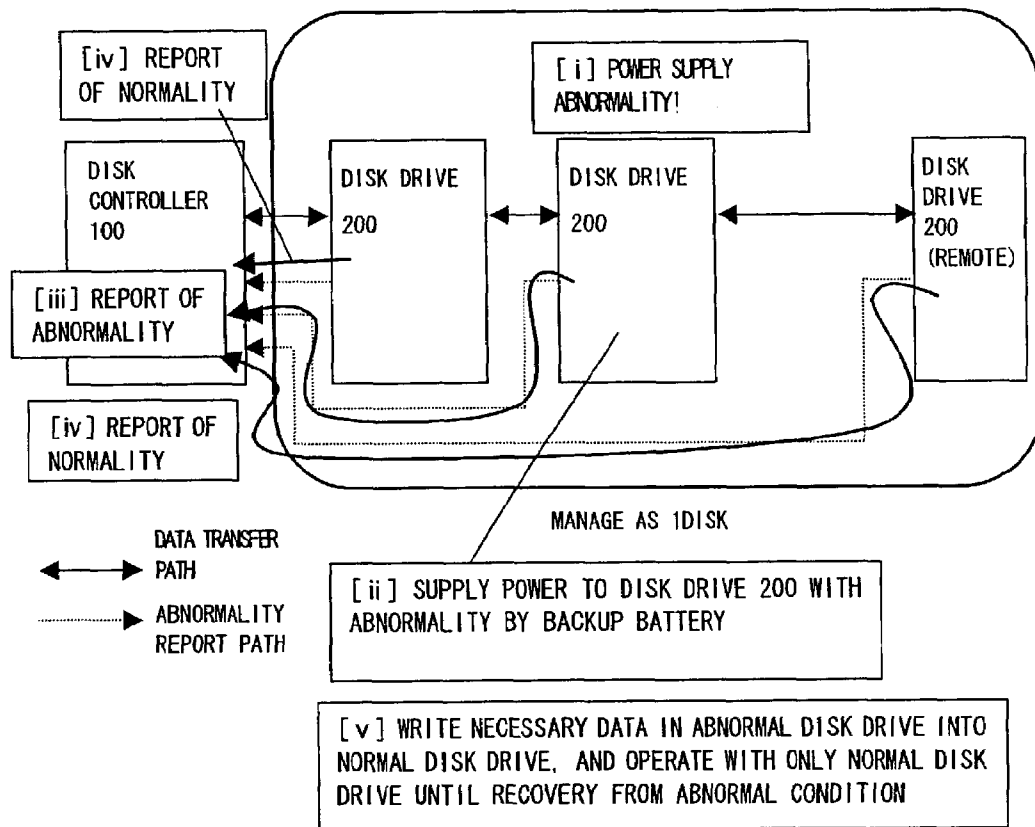 [iv] REPORT
OF NORMALITY
[i] POWER SUPPLY
ABNORMALITY!
DISK
CONTROLLER
100
DISK DRIVE
200
DISK DRIVE
200
DISK
DRIVE
200
(REMOTE)
[iii] REPORT OF
ABNORMALITY
[iv] REPORT OF
NORMALITY
MANAGE AS 1DISK
DATA TRANSFER
PATH
ABNORMALITY
REPORT PATH
[ii] SUPPLY POWER TO DISK DRIVE 200 WITH
ABNORMALITY BY BACKUP BATTERY
[v] WRITE NECESSARY DATA IN ABNORMAL DISK DRIVE INTO
NORMAL DISK DRIVE, AND OPERATE WITH ONLY NORMAL DISK
DRIVE UNTIL RECOVERY FROM ABNORMAL CONDITION